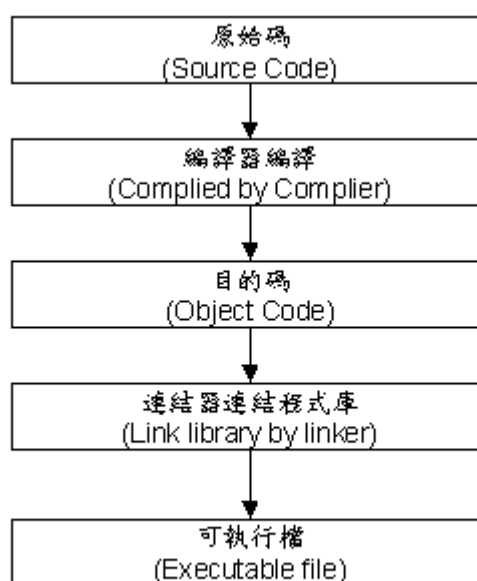 原始碼
(Source Code)
編譯器編譯
(Complied by Complier)
目的碼
(Object Code)
連結器連結程式庫
(Link library by linker)
可執行檔
(Executable file)